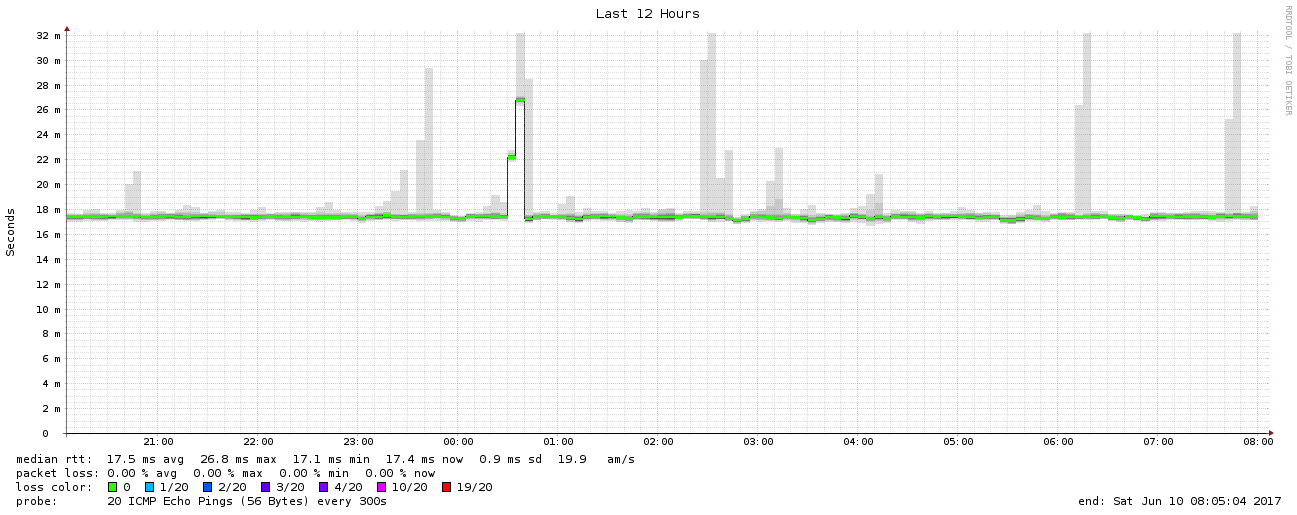 Last 12 Hours
RRDTOOL / TOBI OETIKER
Seconds
32 m
30 m
28 m
26 m
24 m
22 m
20 m
18 m
16 m
14 m
12 m
10 m
8 m
6 m
4 m
2 m
0
21:00 22:00 23:00 00:00 01:00 02:00 03:00 04:00 05:00 06:00 07:00 08:00
median rtt: 17.5 ms avg 26.8 ms max 17.1 ms min 17.4 ms now 0.9 ms sd 19.9 am/s
packet loss: 0.00 % avg 0.00 % max 0.00 % min 0.00 % now
loss color: 0 1/20 2/20 3/20 4/20 10/20 19/20
probe: 20 ICMP Echo Pings (56 Bytes) every 300s end: Sat Jun 10 08:05:04 2017